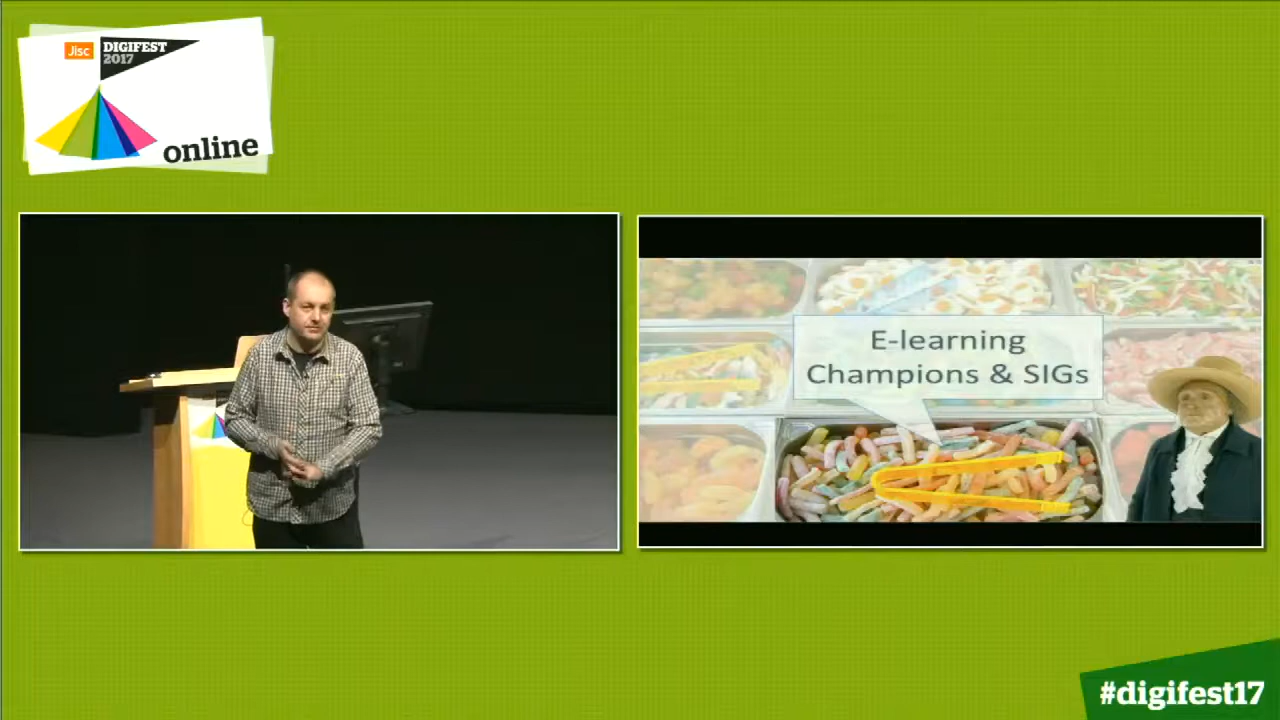 Jisc
DIGIFEST
2017
online
E-learning
Champions & SIGs
#digifest17